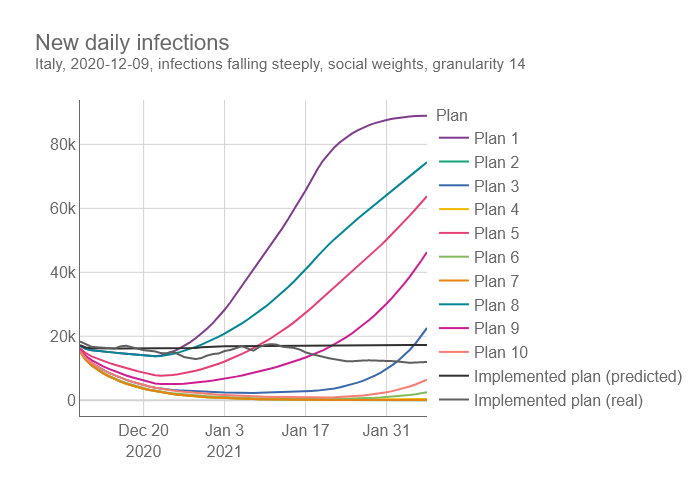 New daily infections
Italy, 2020-12-09, infections falling steeply, social weights, granularity 14
80k
60k
40k
20k
0
Dec 20
2020
Jan 3
2021
Jan 17
Jan 31
Plan
Plan 1
Plan 2
Plan 3
Plan 4
Plan 5
Plan 6
Plan 7
Plan 8
Plan 9
Plan 10
Implemented plan (predicted)
Implemented plan (real)